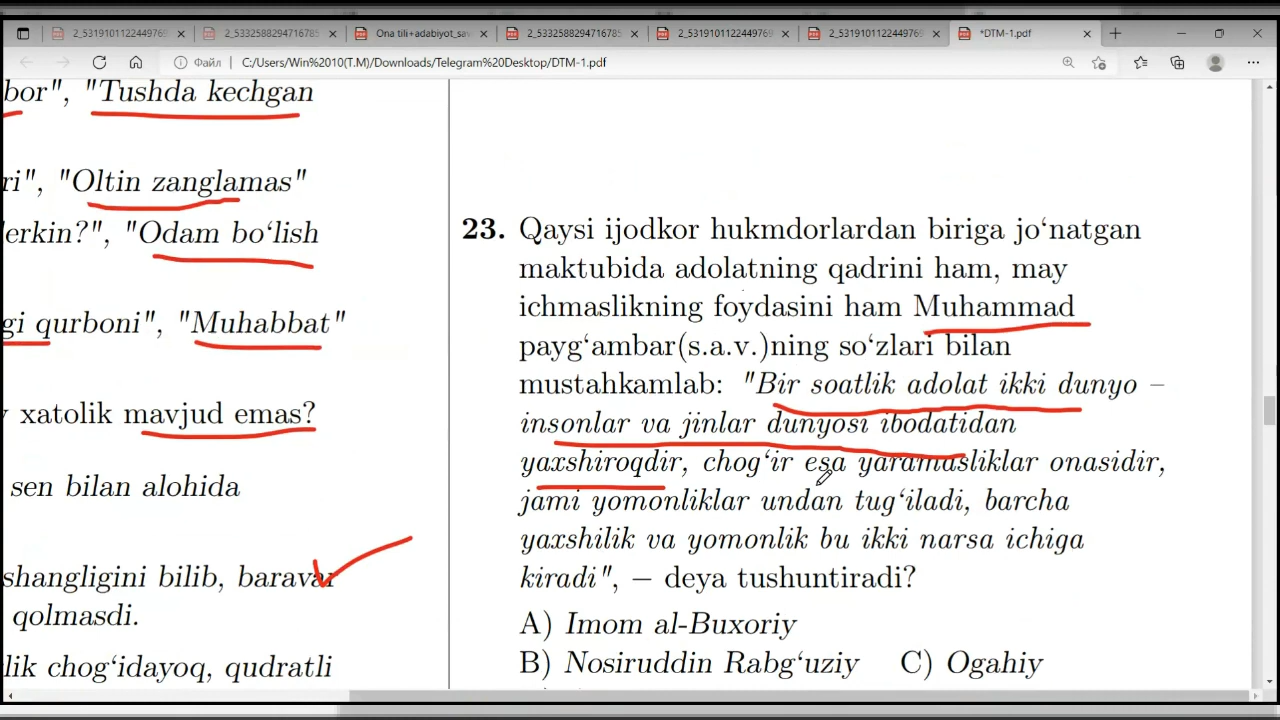 2_5319101122449769
2_5332588294716785
Ona tili+adabiyot_sa
2_5332588294716785
2_5319101122449769
2_5319101122449769
*DTM-1.pdf
Файл
C:/Users/Win%2010(T.M)/Downloads/Telegram%20Desktop/DTM-1.pdf
bor", "Tushda kechgan
ri", "Oltin zanglamas"
erkin?", "Odam bo‘lish
gi qurboni", "Muhabbat"
xatolik mavjud emas?
sen bilan alohida
shangligini bilib, baravar
qolmasdi.
lik chog‘idayoq, qudratli
23. Qaysi ijodkor hukmdorlardan biriga jo‘natgan
maktubida adolatning qadrini ham, may
ichmaslikning foydasini ham Muhammad
payg‘ambar(s.a.v.)ning so‘zlari bilan
mustahkamlab: "Bir soatlik adolat ikki dunyo –
insonlar va jinlar dunyosi ibodatidan
yaxshiroqdir, chog‘ir esa yaramasliklar onasidir,
jami yomonliklar undan tug‘iladi, barcha
yaxshilik va yomonlik bu ikki narsa ichiga
kiradi", – deya tushuntiradi?
A) Imom al-Buxoriy
B) Nosiruddin Rabg‘uziy C) Ogahiy